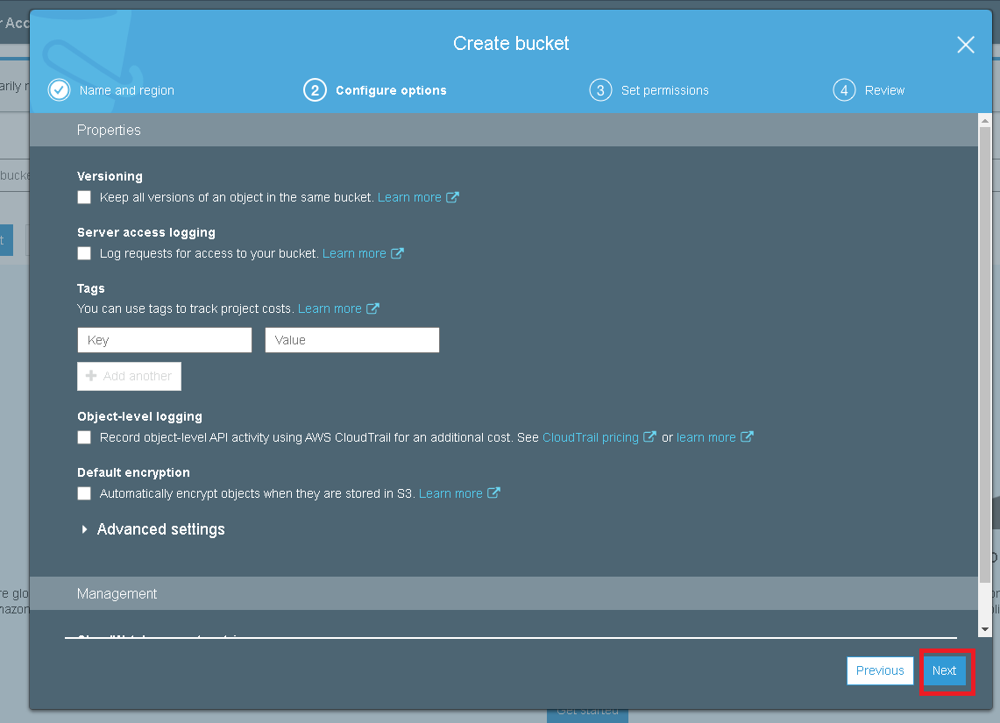 Create bucket
Name and region
2 Configure options
3 Set permissions
4 Review
Properties
Versioning
Keep all versions of an object in the same bucket. Learn more
Server access logging
Log requests for access to your bucket. Learn more
Tags
You can use tags to track project costs. Learn more
Key Value
Add another
Object-level logging
Record object-level API activity using AWS CloudTrail for an additional cost. See CloudTrail pricing or learn more
Default encryption
Automatically encrypt objects when they are stored in S3. Learn more
Advanced settings
Management
Previous Next
Get started